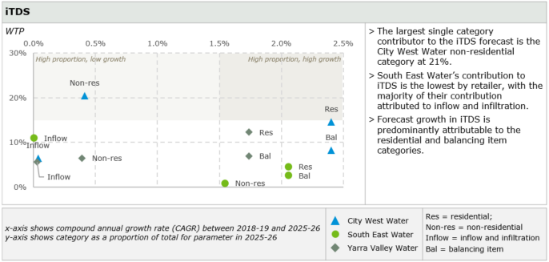 iTDS
WTP
0.0% 0.5% 1.0% 1.5% 2.0% 2.5%
30%
High proportion, low growth
High proportion, high growth
Non-res
20%
Res
10%
Inflow
Inflow
Res
Bal
Non-res
Bal
Inflow
Res
Bal
Non-res
0%
> The largest single category
contributor to the iTDS forecast is the
City West Water non-residential
category at 21%.
> South East Water's contribution to
iTDS is the lowest by retailer, with the
majority of their contribution
attributed to inflow and infiltration.
> Forecast growth in iTDS is
predominantly attributable to the
residential and balancing item
categories.
x-axis shows compound annual growth rate (CAGR) between 2018-19 and 2025-26
y-axis shows category as a proportion of total for parameter in 2025-26
City West Water
South East Water
Yarra Valley Water
Res = residential;
Non-res = non-residential
Inflow = inflow and infiltration
Bal = balancing item